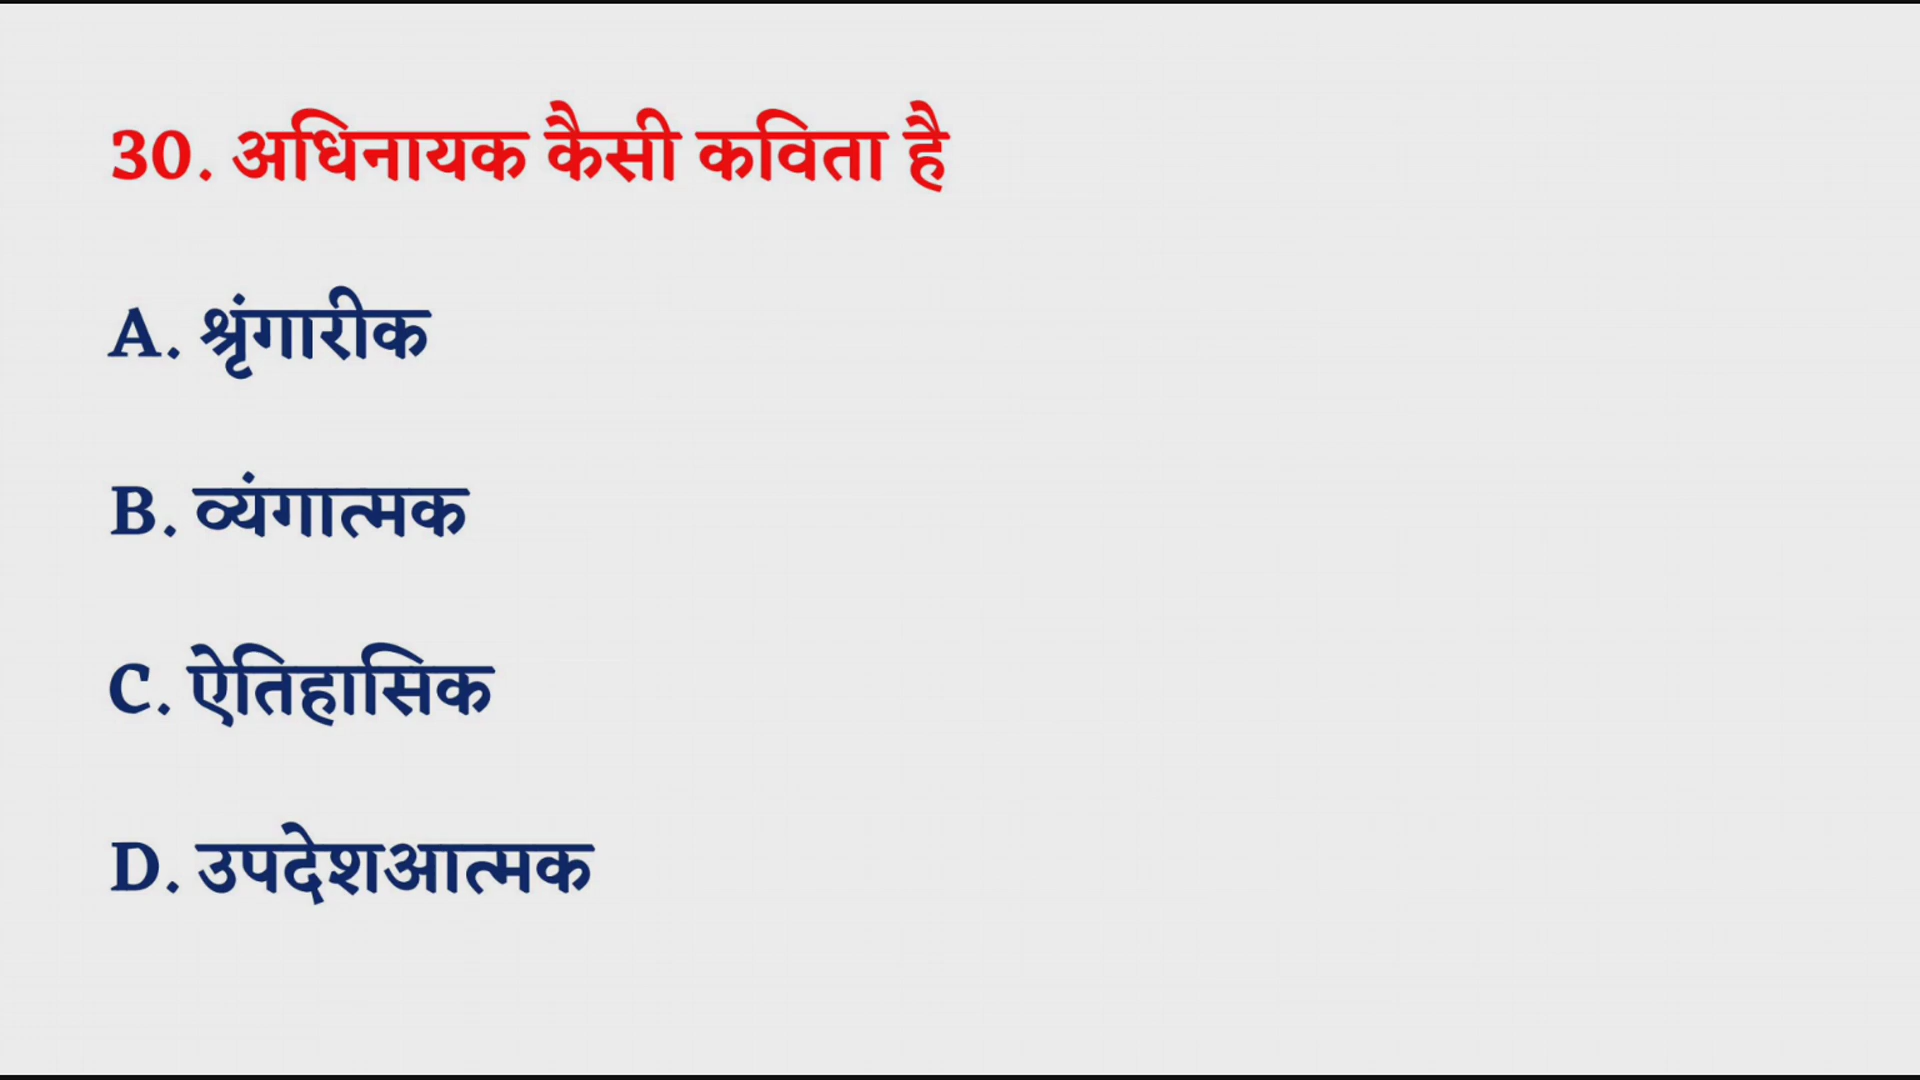 30. अधिनायक कैसी कविता है
A. श्रृंगारीक
B. व्यंगात्मक
C. ऐतिहासिक
D. उपदेशआत्मक